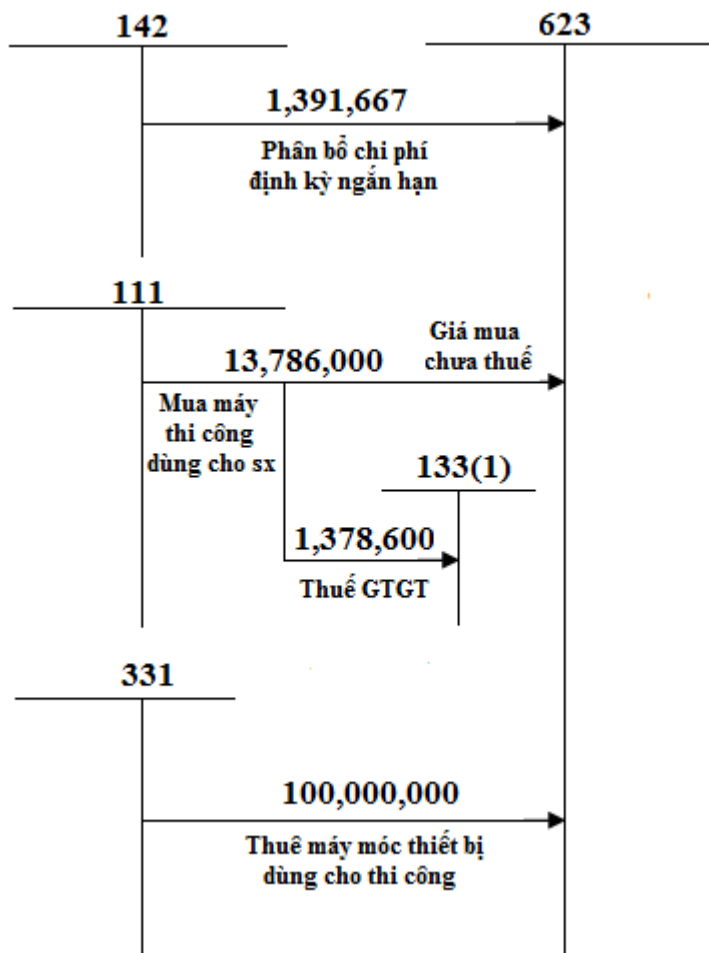 142
623
1,391,667
Phân bổ chi phí
định kỳ ngắn hạn
111
Giá mua
chưa thuế
13,786,000
Mua máy
thi công
dùng cho sx
133(1)
1,378,600
Thuế GTGT
331
100,000,000
Thuê máy móc thiết bị
dùng cho thi công